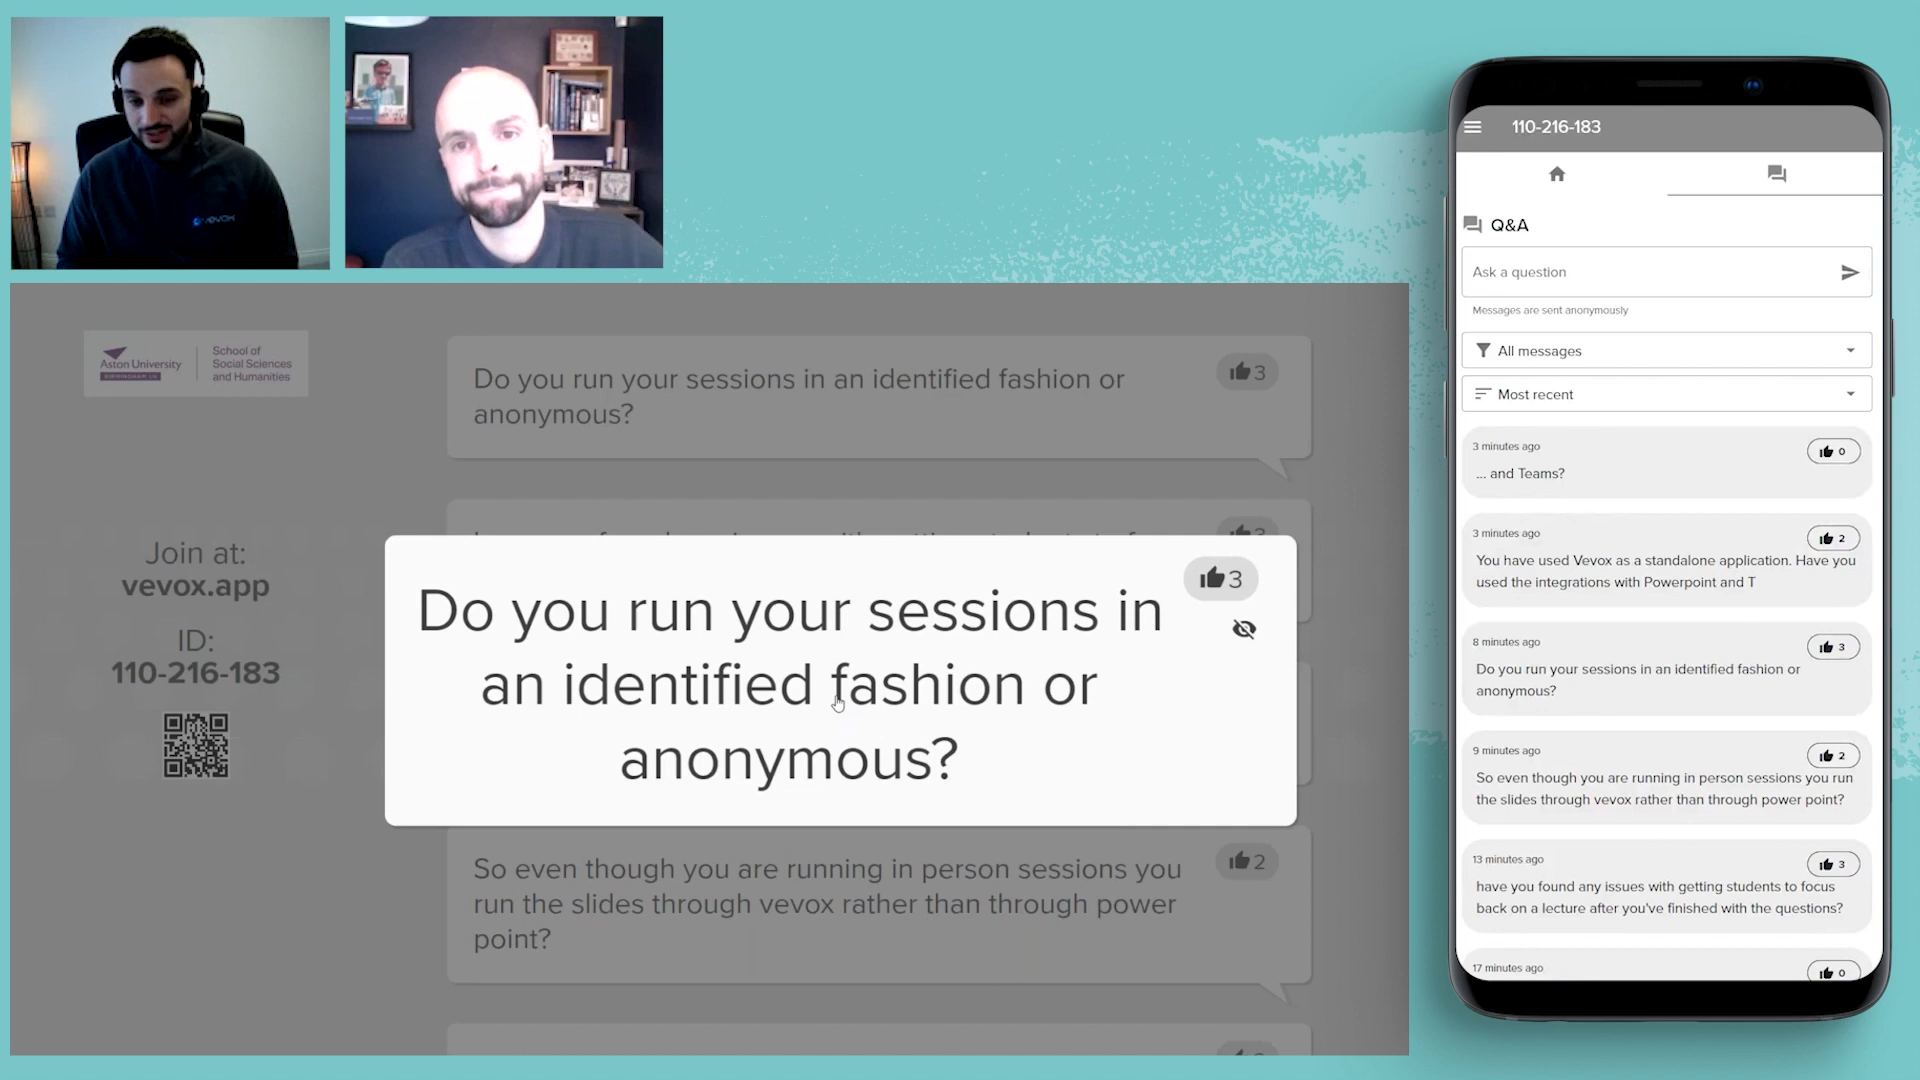 vevox
Aston University
BIRMINGHAM UK
School of
Social Sciences
and Humanities
Join at:
vevox.app
ID:
110-216-183
Do you run your sessions in an identified fashion or
anonymous?
3
Do you run your sessions in
an identified fashion or
anonymous?
3
So even though you are running in person sessions you
run the slides through vevox rather than through power
point?
2
110-216-183
Q&A
Ask a question
Messages are sent anonymously
All messages
Most recent
3 minutes ago
0
... and Teams?
3 minutes ago
2
You have used Vevox as a standalone application. Have you
used the integrations with Powerpoint and T
8 minutes ago
3
Do you run your sessions in an identified fashion or
anonymous?
9 minutes ago
2
So even though you are running in person sessions you run
the slides through vevox rather than through power point?
13 minutes ago
3
have you found any issues with getting students to focus
back on a lecture after you've finished with the questions?
17 minutes ago
0